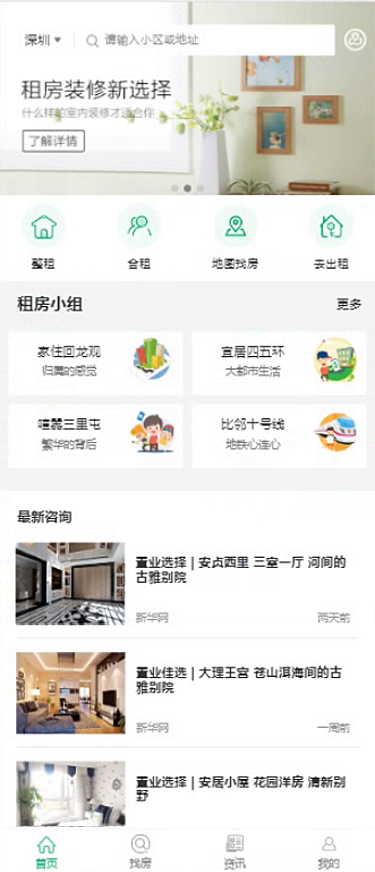 深圳
请输入小区或地址
租房装修新选择
什么样的室内装修才适合你
了解详情
整租
合租
地图找房
去出租
租房小组
更多
家住回龙观
归属的感觉
宜居四五环
大都市生活
喧嚣三里屯
繁华的背后
比邻十号线
地铁心连心
最新咨询
置业选择 | 安贞西里 三室一厅 河间的
古雅别院
新华网
两天前
置业佳选 | 大理王宫 苍山洱海间的古
雅别院
新华网
一周前
置业选择 | 安居小屋 花园洋房 清新别
野
首页
找房
资讯
我的